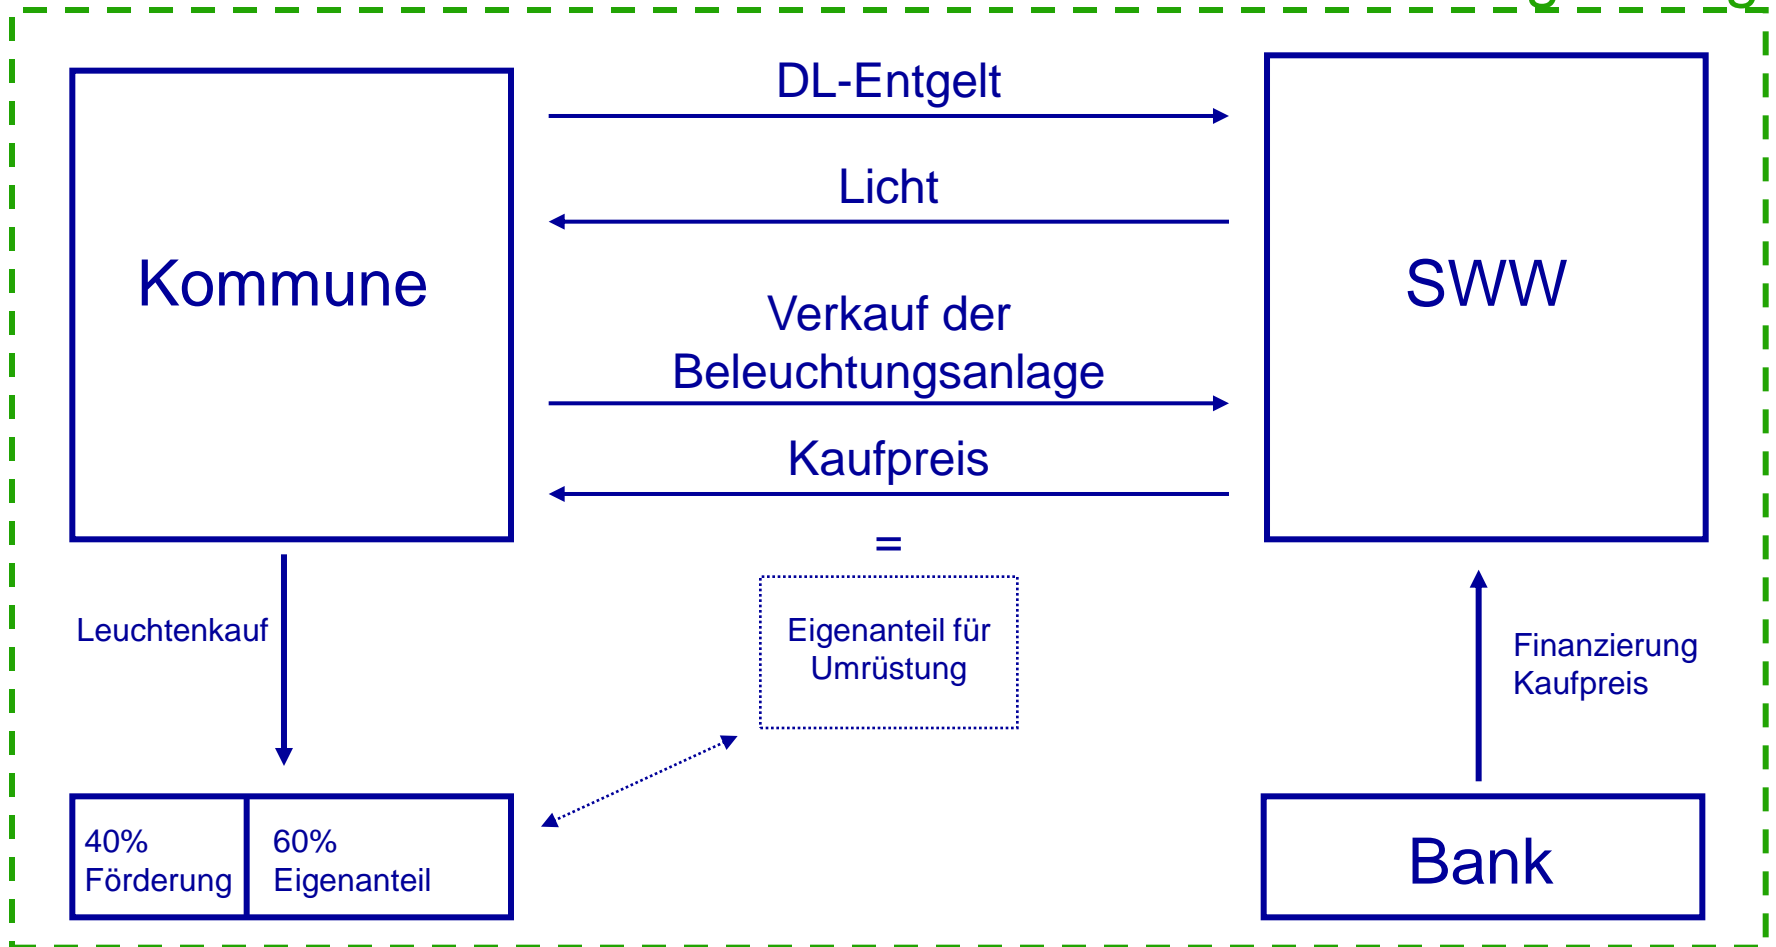 DL-Entgelt
Licht
Kommune
SWW
Verkauf der
Beleuchtungsanlage
Kaufpreis
=
Leuchtenkauf
Eigenanteil für
Umrüstung
Finanzierung
Kaufpreis
40%
Förderung
60%
Eigenanteil
Bank